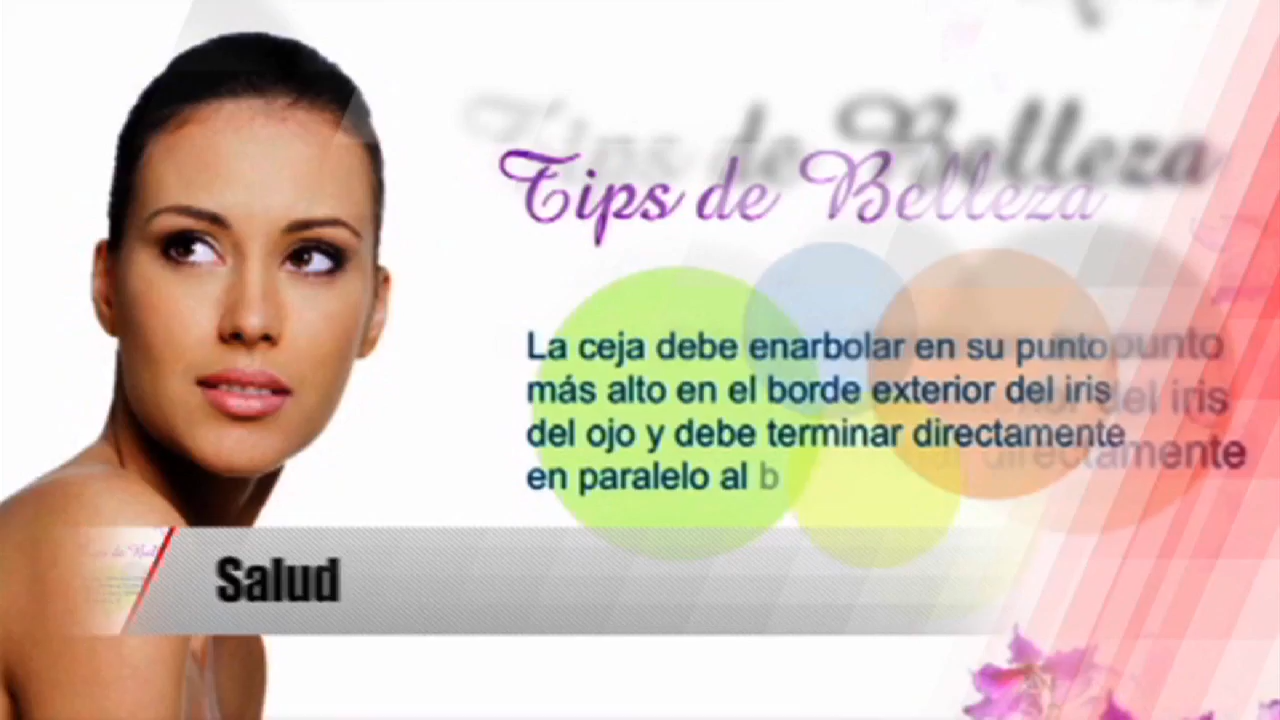 Tips de Belleza
La ceja debe enarbolar en su punto
más alto en el borde exterior del iris
del ojo y debe terminar directamente
en paralelo al b
Salud